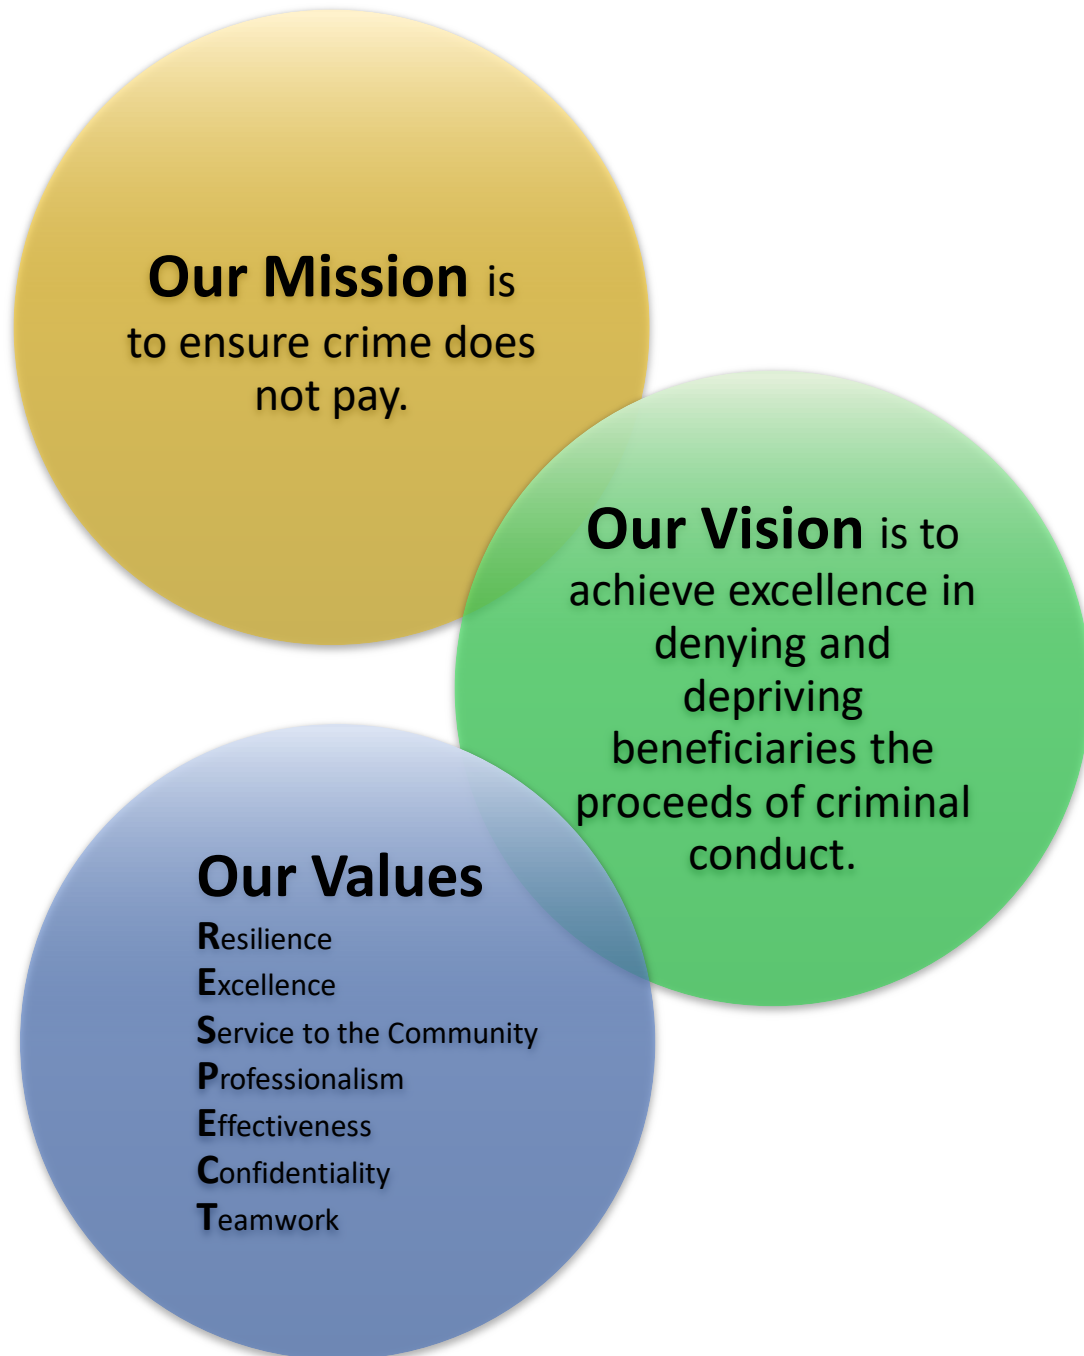 Our Mission is
to ensure crime does
not pay.
Our Vision is to
achieve excellence in
denying and
depriving
beneficiaries the
proceeds of criminal
conduct.
Our Values
Resilience
Excellence
Service to the Community
Professionalism
Effectiveness
Confidentiality
Teamwork